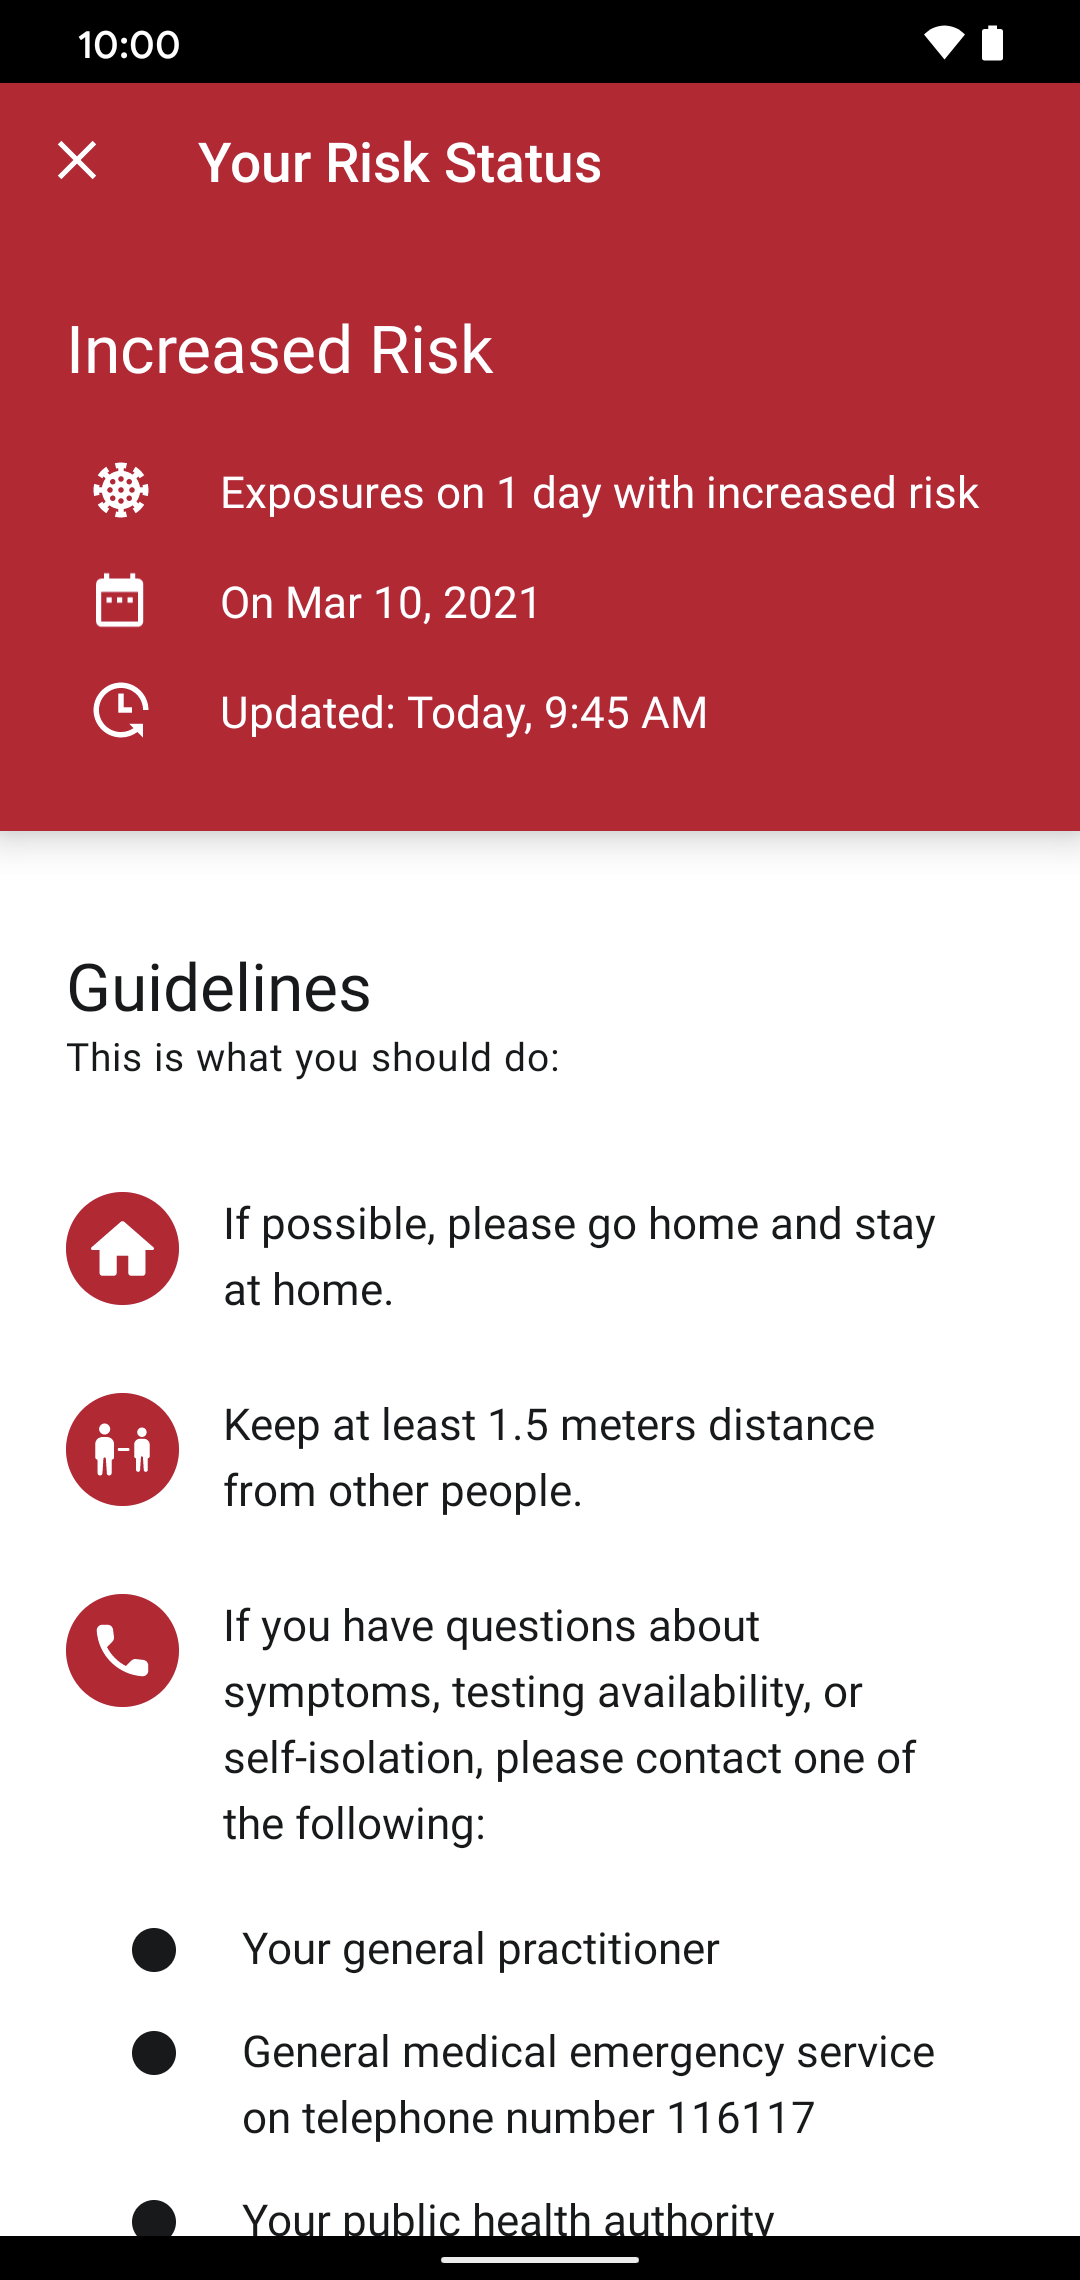 10:00
Your Risk Status
Increased Risk
Exposures on 1 day with increased risk
On Mar 10, 2021
Updated: Today, 9:45 AM
Guidelines
This is what you should do:
If possible, please go home and stay
at home.
Keep at least 1.5 meters distance
from other people.
If you have questions about
symptoms, testing availability, or
self-isolation, please contact one of
the following:
Your general practitioner
General medical emergency service
on telephone number 116117
Your public health authority